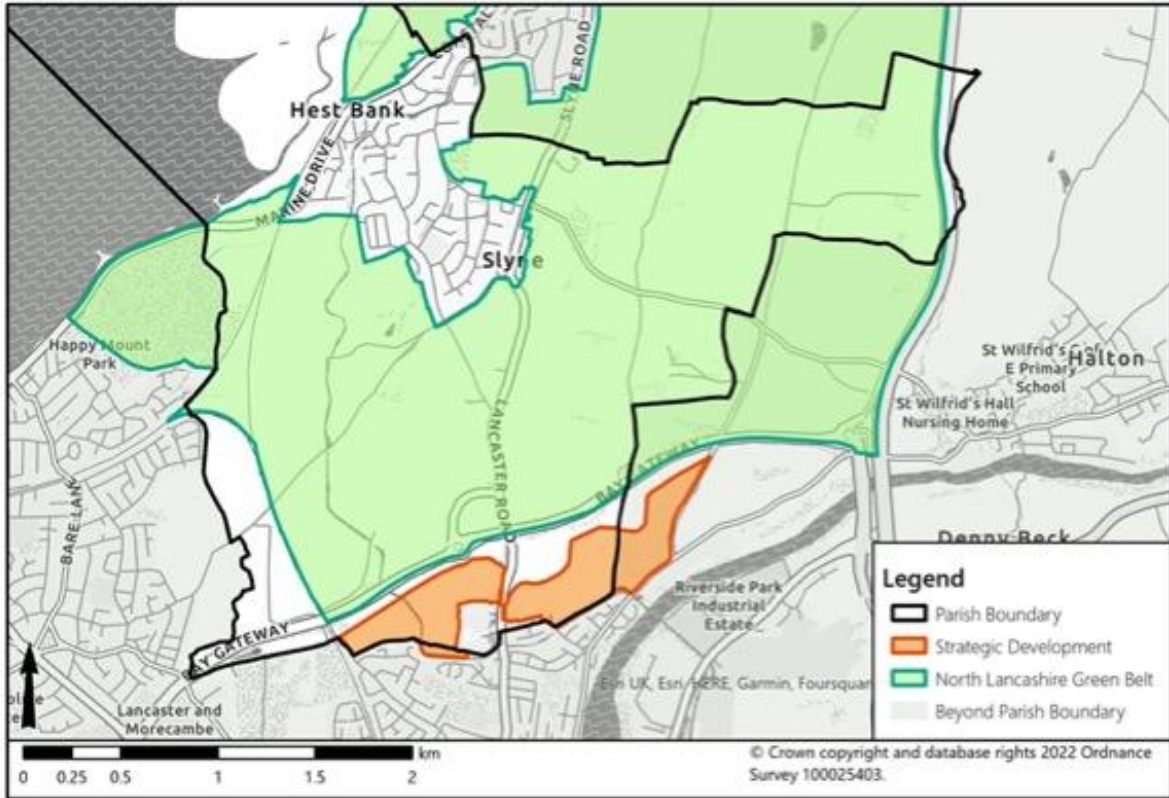 COASTAL
SLYNE ROAD
Hest Bank
MARINE DRIVE
Slyne
Happy Mount
Park
St Wilfrid's CofE
E Primary
School
Halton
St Wilfrid's Hall
Nursing Home
LANCASTER ROAD
BAY GATEWAY
BARE LANE
Denny Beck
Riverside Park
Industrial
Estate
BAY GATEWAY
Lancaster and
Morecambe
Esri UK, Esri, HERE, Garmin, Foursquar
Legend
Parish Boundary
Strategic Development
North Lancashire Green Belt
Beyond Parish Boundary
km
0 0.25 0.5 1 1.5 2
© Crown copyright and database rights 2022 Ordnance
Survey 100025403.